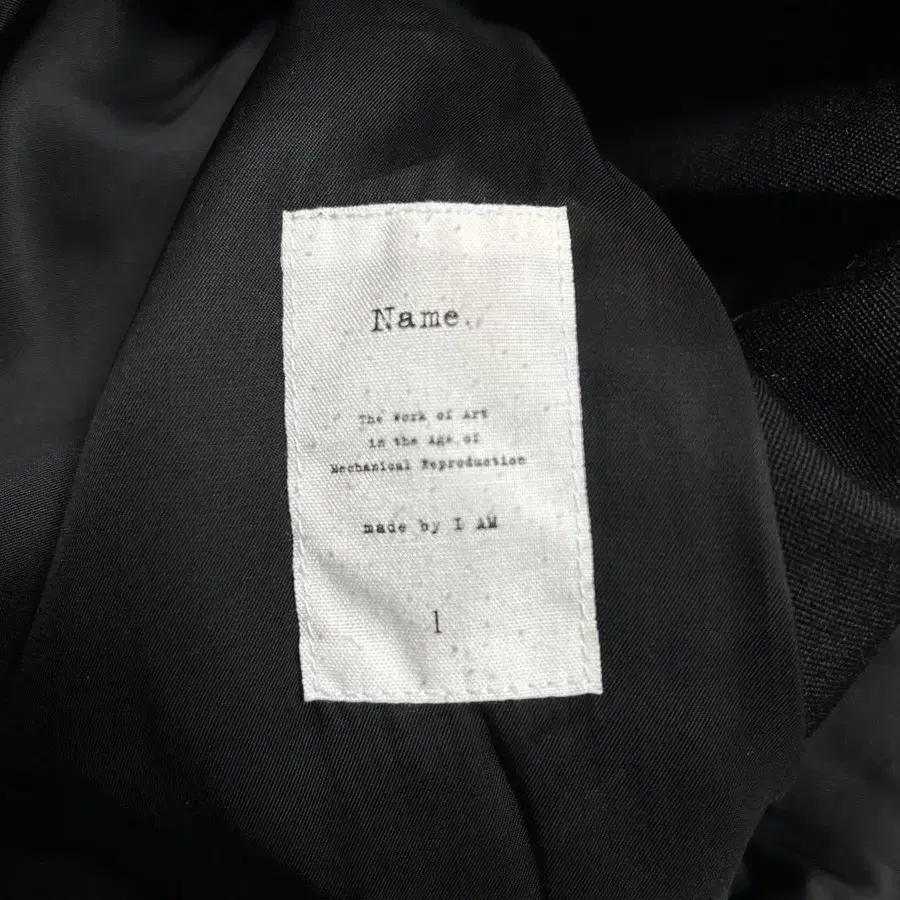 Name.
The Work of Art
in the Age of
Mechanical Reproduction
made by I AM
1